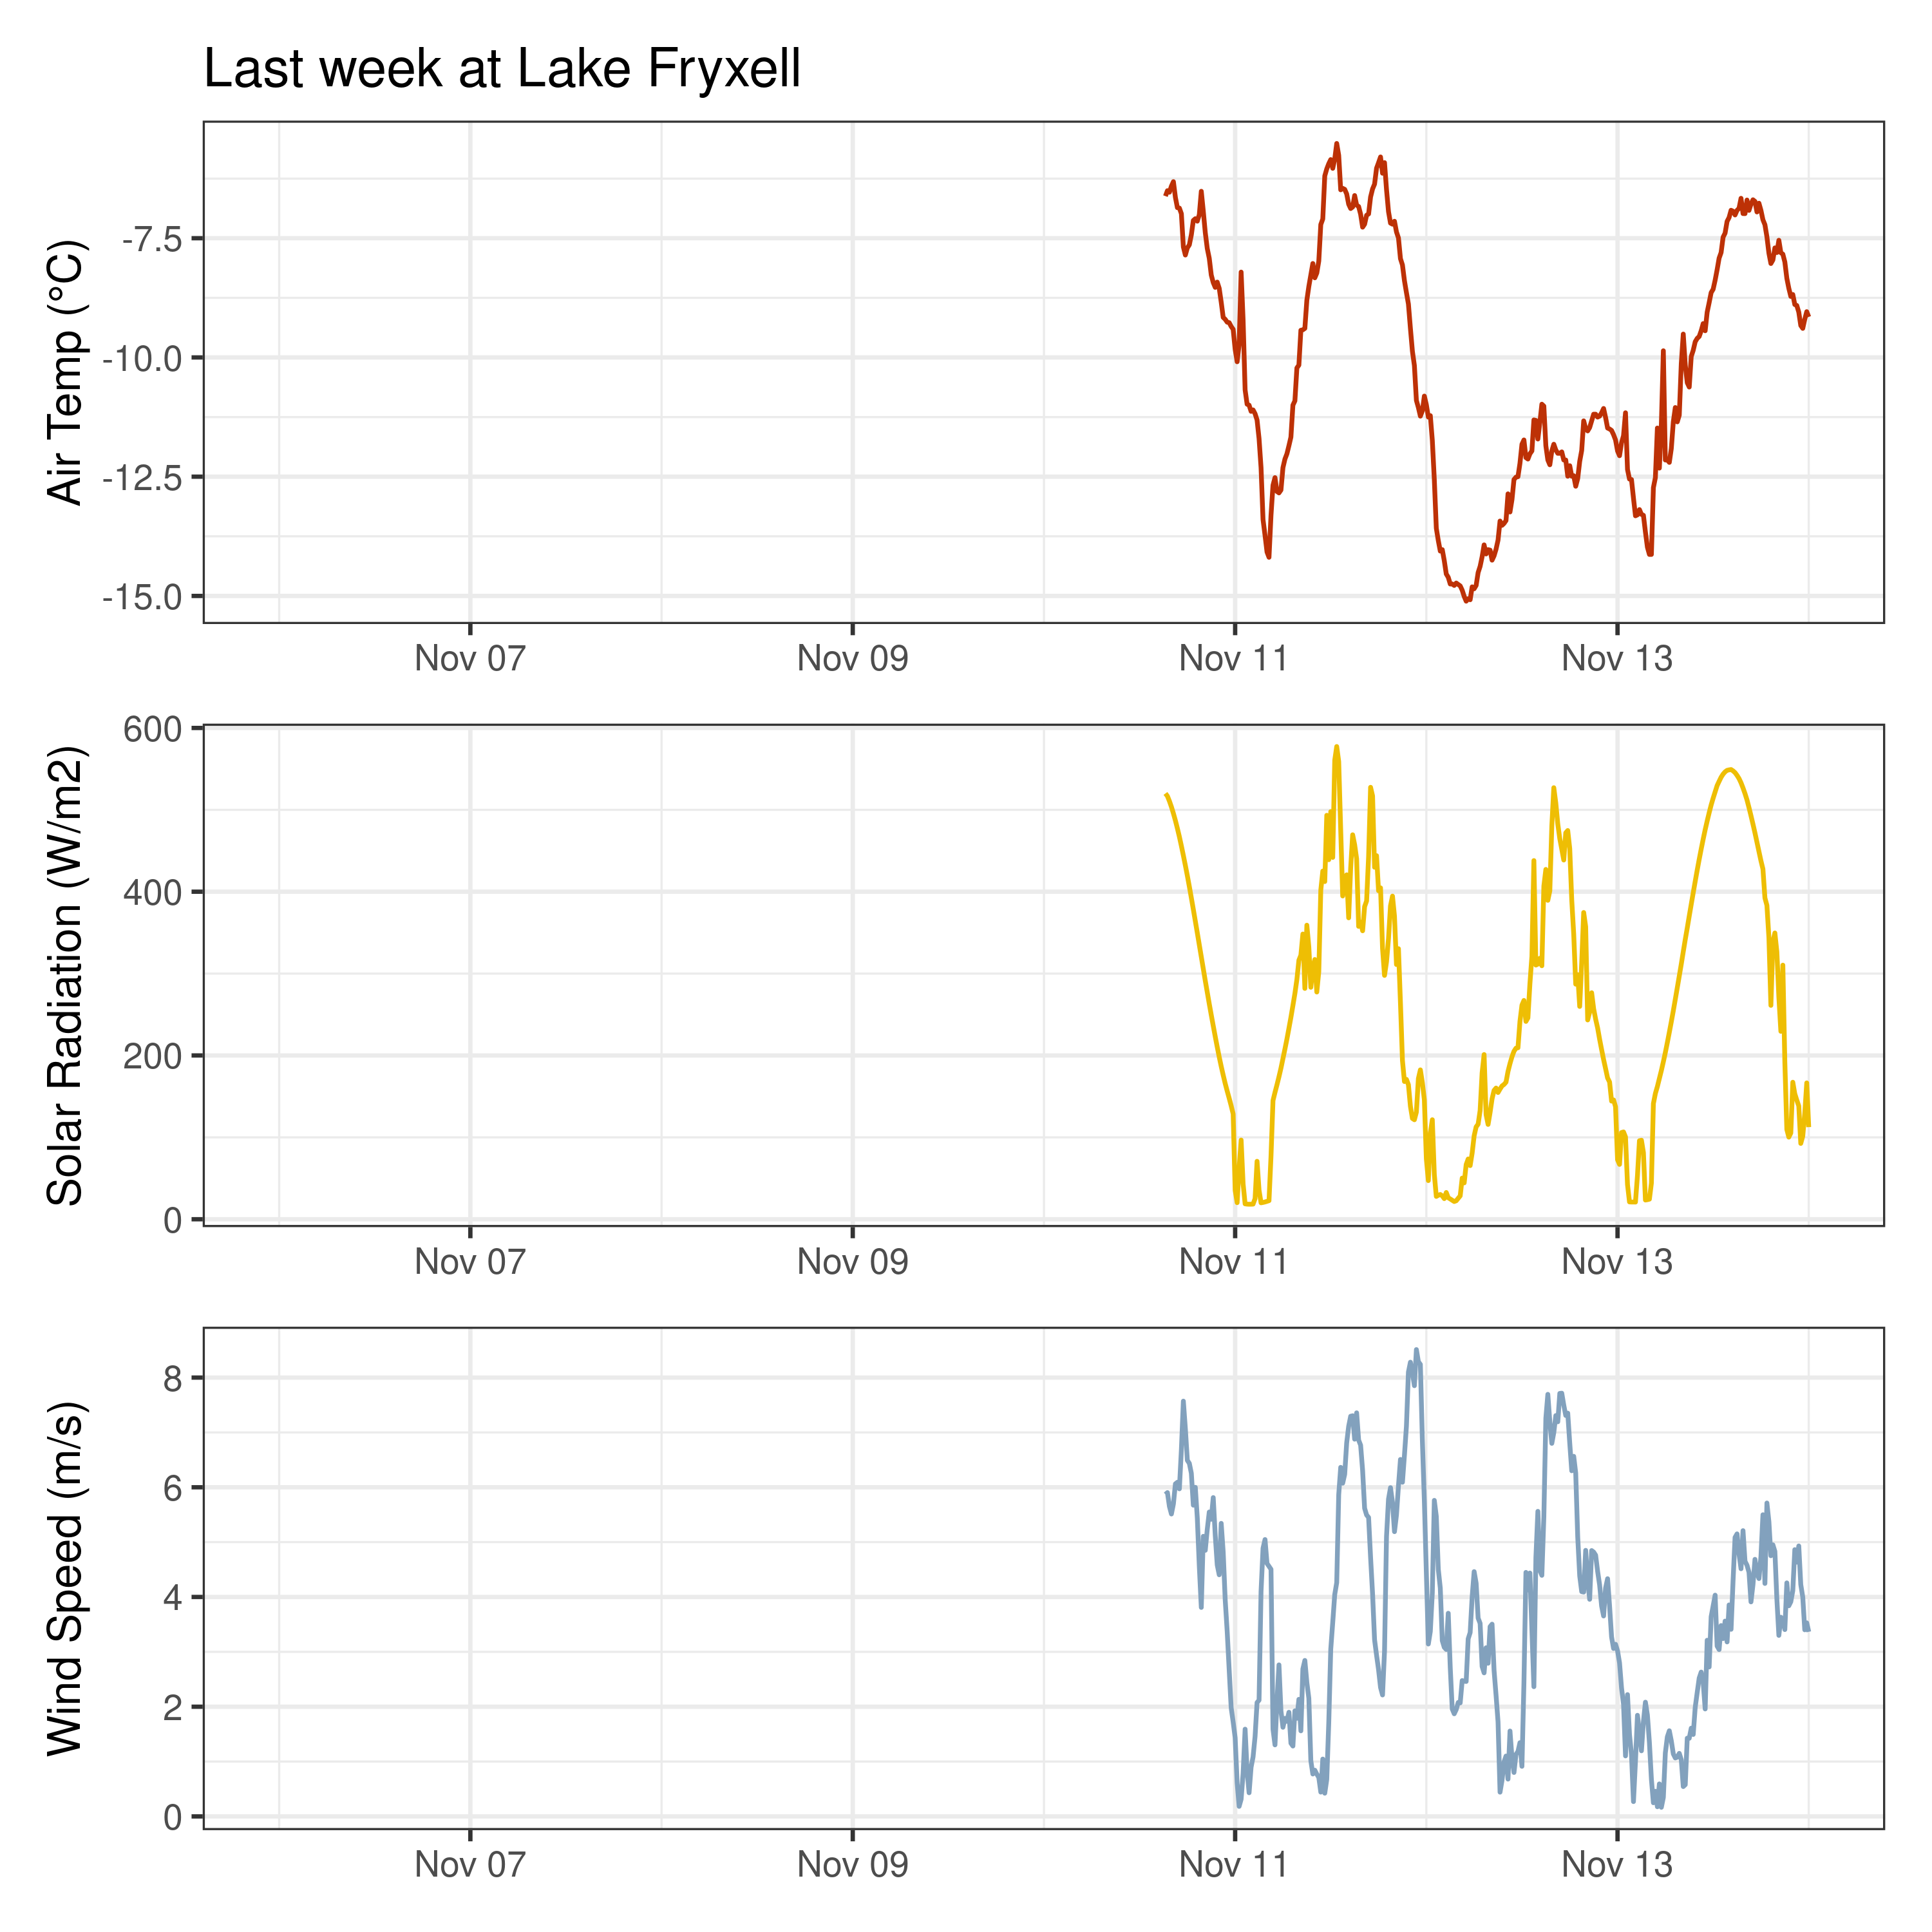 Last week at Lake Fryxell
Air Temp (°C)
-7.5
-10.0
-12.5
-15.0
Nov 07 Nov 09 Nov 11 Nov 13
Solar Radiation (W/m2)
600
400
200
0
Nov 07 Nov 09 Nov 11 Nov 13
Wind Speed (m/s)
8
6
4
2
0
Nov 07 Nov 09 Nov 11 Nov 13